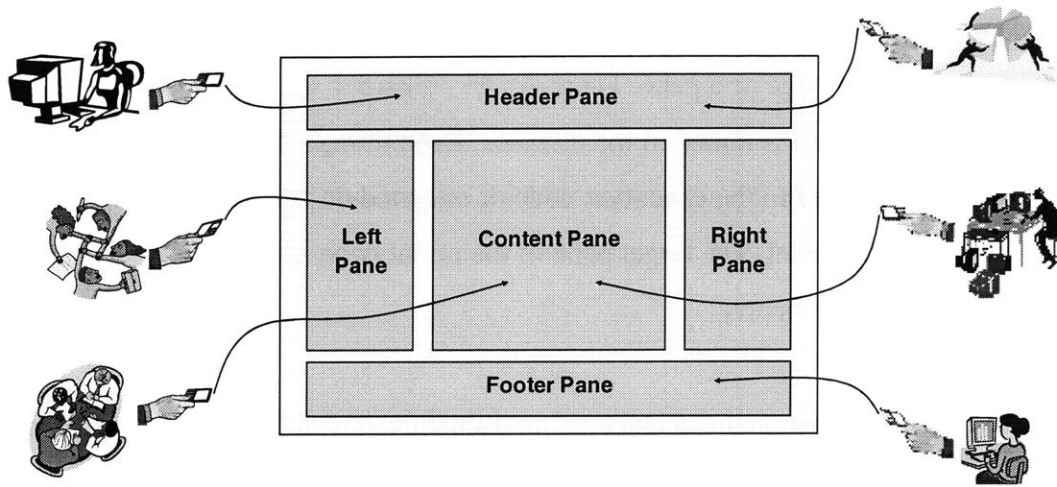 Header Pane
Left
Pane
Content Pane
Right
Pane
Footer Pane